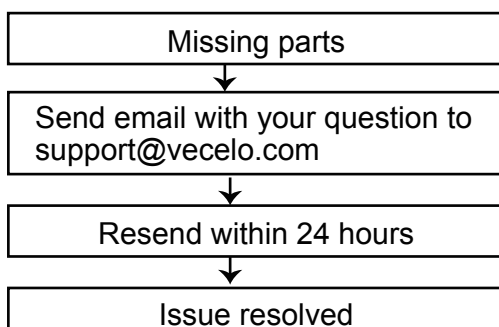 Missing parts
Send email with your question to
support@vecelo.com
Resend within 24 hours
Issue resolved